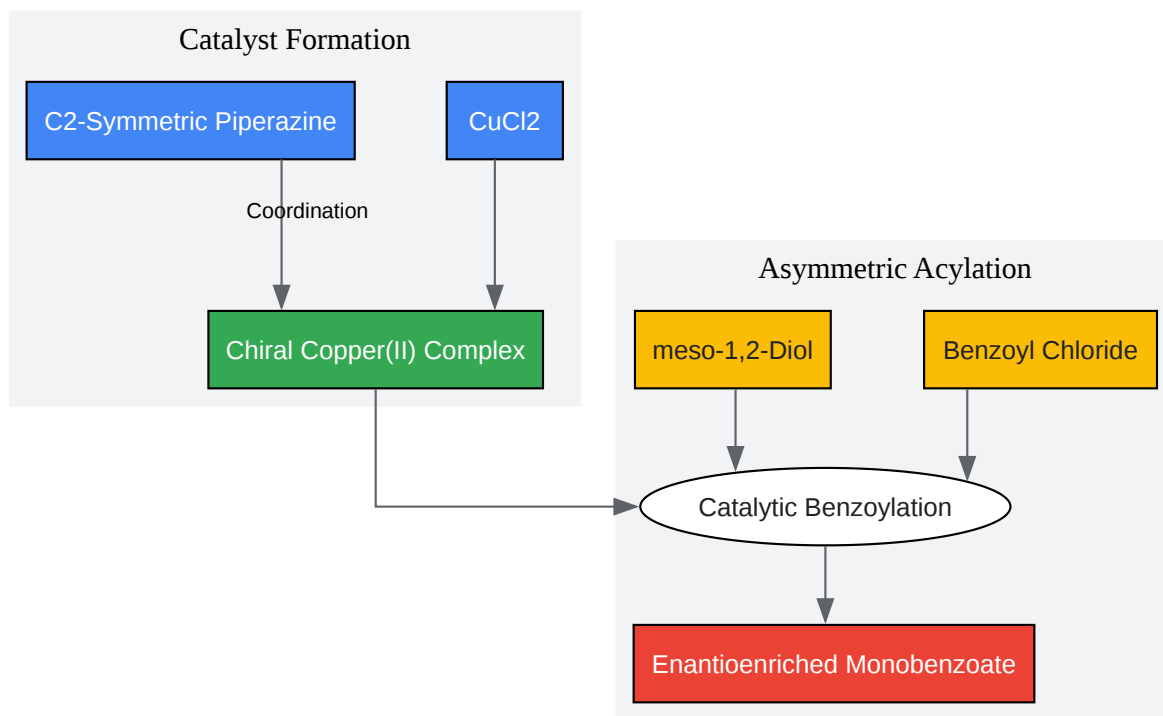 Catalyst Formation
C2-Symmetric Piperazine
CuCl2
Coordination
Chiral Copper(II) Complex
Asymmetric Acylation
meso-1,2-Diol
Benzoyl Chloride
Catalytic Benzoylation
Enantioenriched Monobenzoate